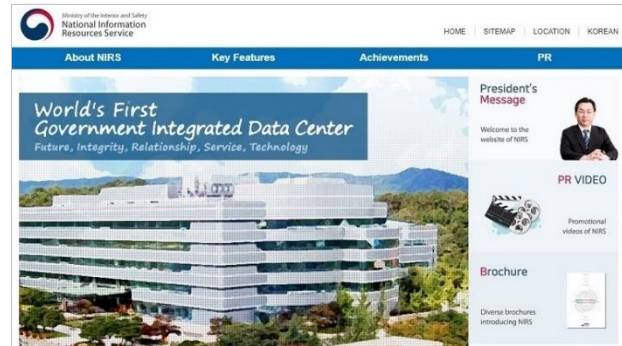 Ministry of the Interior and Safety
National Information
Resources Service
HOME
SITEMAP
LOCATION
KOREAN
About NIRS
Key Features
Achievements
PR
World's First
Government Integrated Data Center
Future, Integrity, Relationship, Service, Technology
President's
Message
Welcome to the
website of NIRS
PR VIDEO
Promotional
videos of NIRS
Brochure
Diverse brochures
introducing NIRS